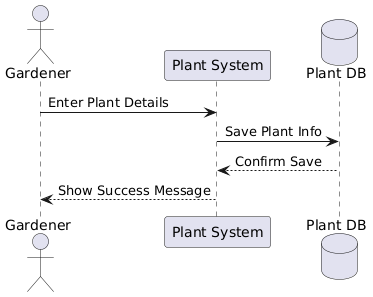 Gardener
Plant System
Plant DB
Enter Plant Details
Save Plant Info
Confirm Save
Show Success Message
Gardener
Plant System
Plant DB